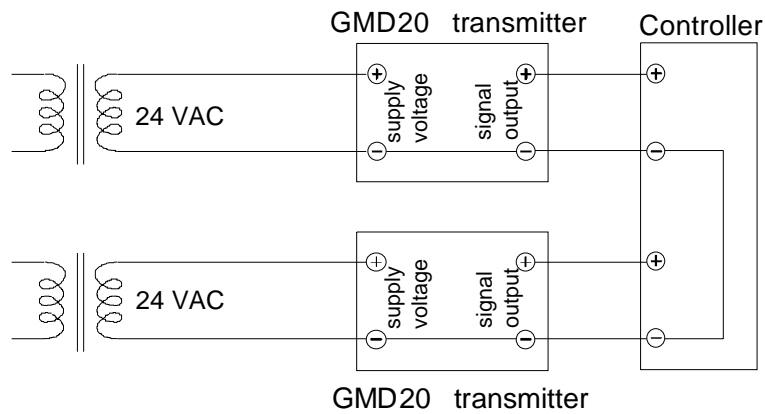 GMD20 transmitter
Controller
24 VAC
+
supply
voltage
−
+
signal
output
−
+
−
24 VAC
+
supply
voltage
−
+
signal
output
−
+
−
GMD20 transmitter